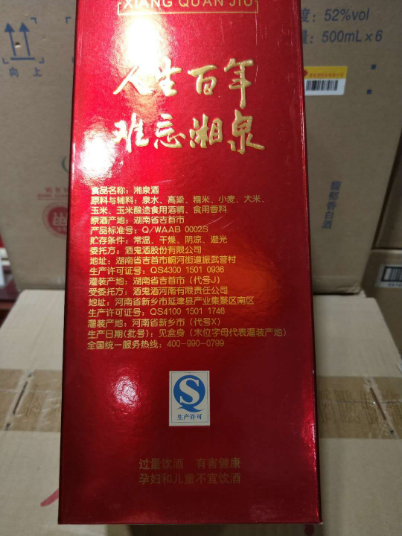 XIANG QUAN JIU
度: 52%vol
量: 500mL×6
向上
人生百年
难忘湘泉
食品名称: 湘泉酒
原料与辅料: 泉水、高粱、糯米、小麦、大米、
玉米、玉米酿造食用酒精、食用香料
原酒产地: 湖南省吉首市
产品标准号: Q/WAAB 0002S
贮存条件: 常温、干燥、阴凉、避光
委托方: 酒鬼酒股份有限公司
地址: 湖南省吉首市峒河街道振武营村
生产许可证号: QS4300 1501 0936
灌装产地: 湖南省吉首市 (代号J)
受委托方: 酒鬼酒河南有限责任公司
地址: 河南省新乡市延津县产业集聚区南区
生产许可证号: QS4100 1501 1746
灌装产地: 河南省新乡市 (代号X)
生产日期(批号): 见盒身 (末位字母代表灌装产地)
全国统一服务热线: 400-990-0799
生产许可
过量饮酒 有害健康
孕妇和儿童不宜饮酒